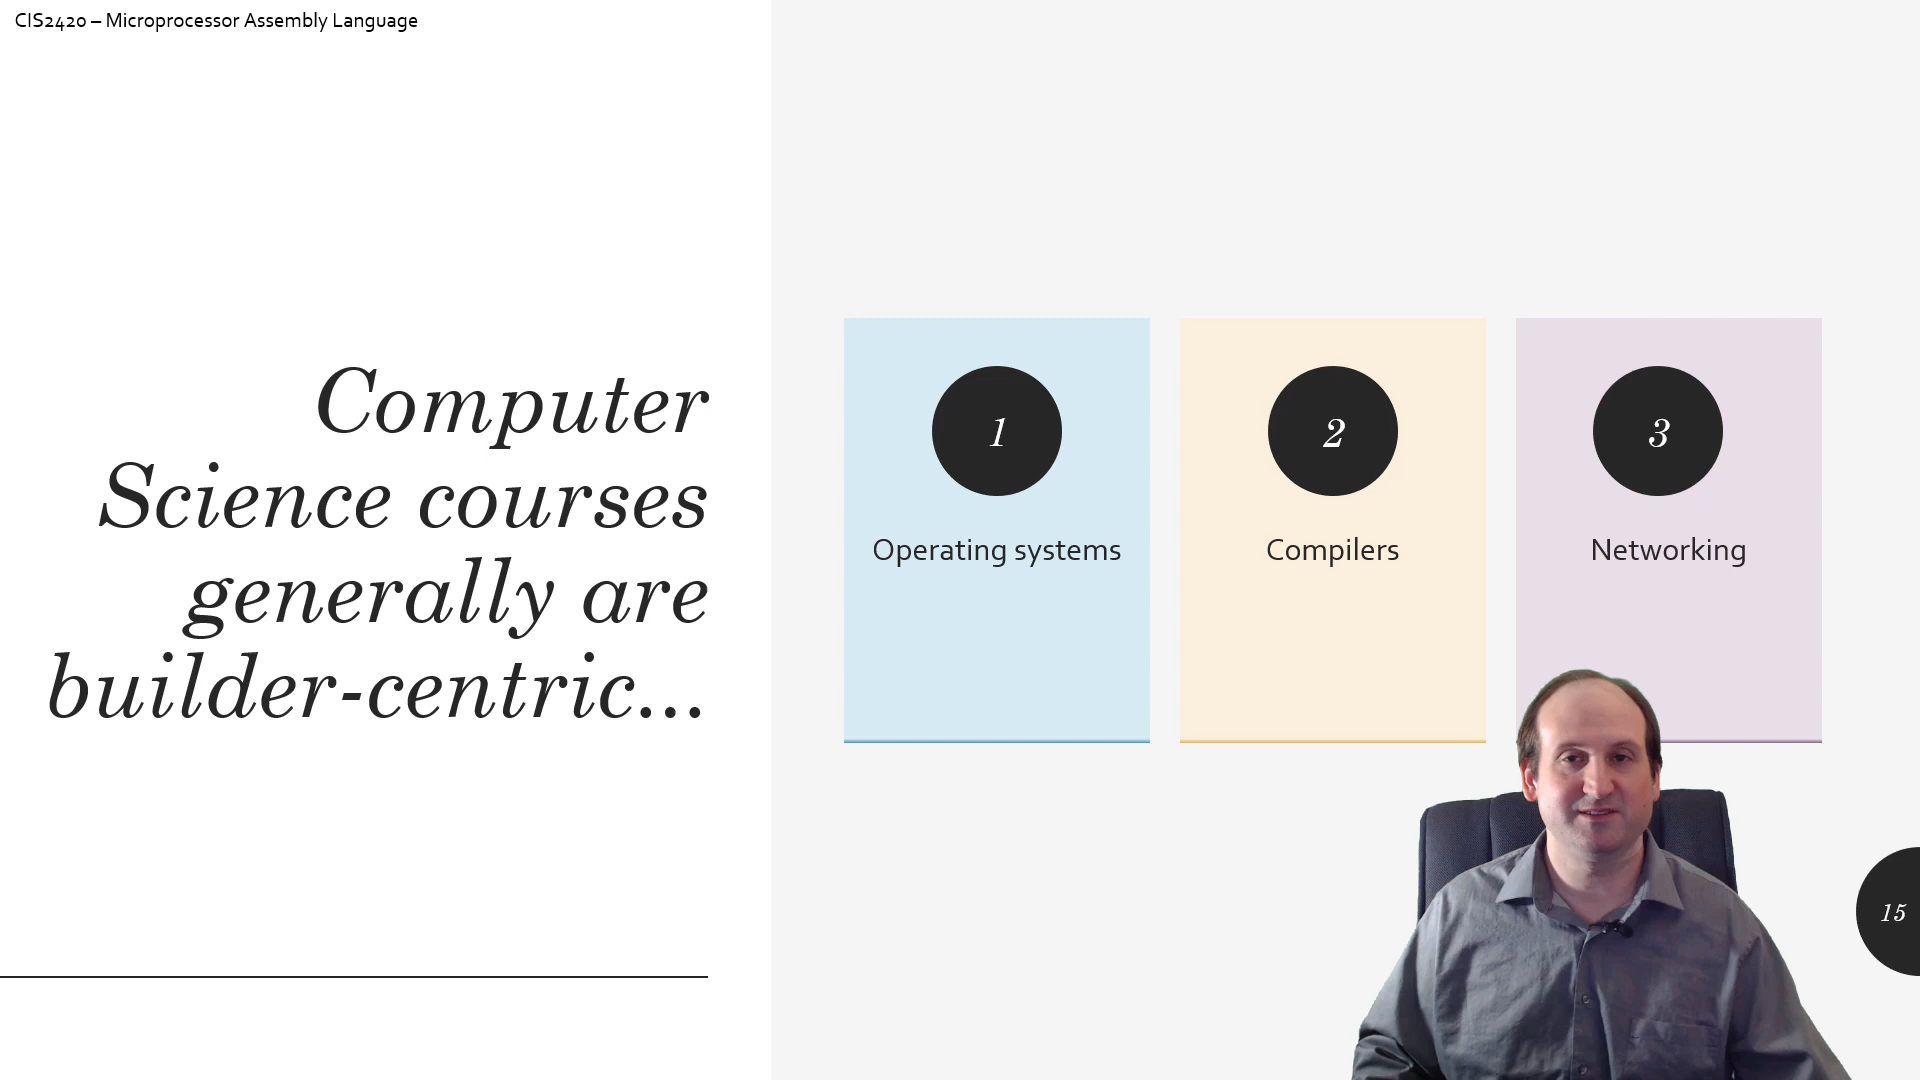 CIS2420 – Microprocessor Assembly Language
Computer
Science courses
generally are
builder-centric…
1
Operating systems
2
Compilers
3
Networking
15